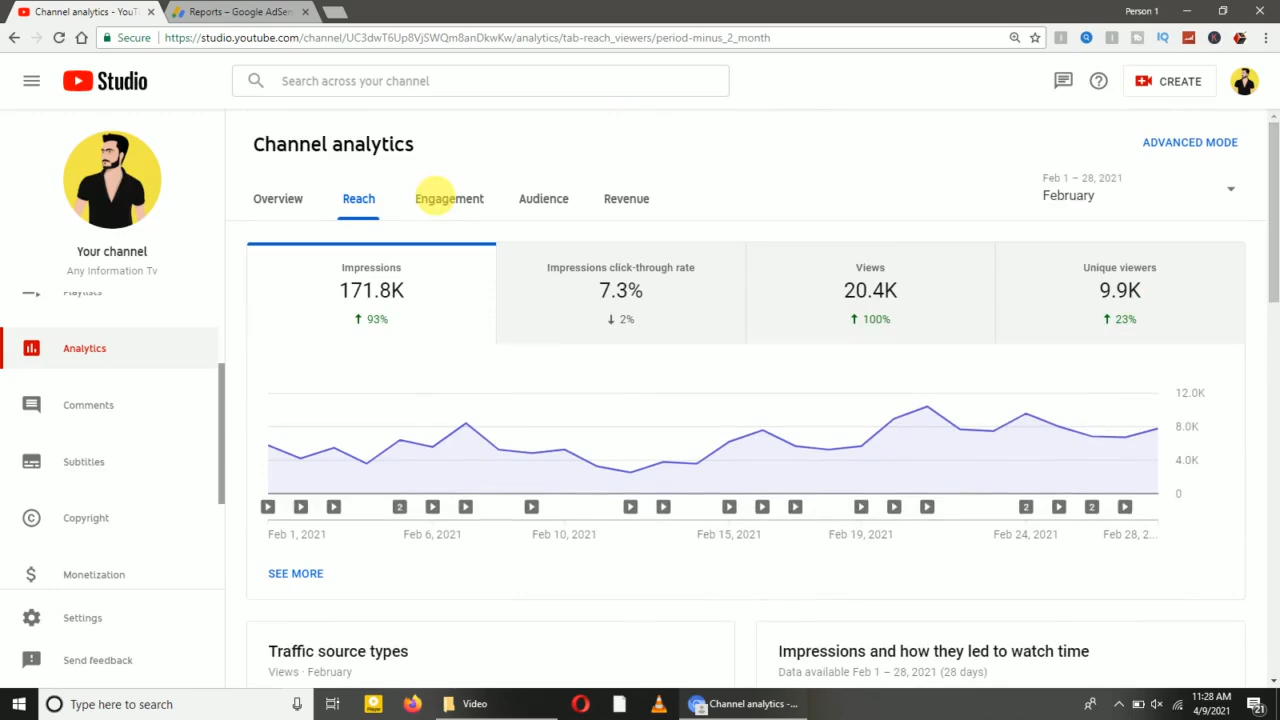 Channel analytics - YouT
Reports – Google AdSen
Person 1
Secure
https://studio.youtube.com/channel/UC3dwT6Up8VjSWQm8anDkwKw/analytics/tab-reach_viewers/period-minus_2_month
Studio
Search across your channel
CREATE
Your channel
Any Information Tv
Playlists
Analytics
Comments
Subtitles
Copyright
Monetization
Settings
Send feedback
Channel analytics
ADVANCED MODE
Overview
Reach
Engagement
Audience
Revenue
Feb 1 – 28, 2021
February
Impressions
171.8K
93%
Impressions click-through rate
7.3%
2%
Views
20.4K
100%
Unique viewers
9.9K
23%
12.0K
8.0K
4.0K
0
2
2
2
Feb 1, 2021
Feb 6, 2021
Feb 10, 2021
Feb 15, 2021
Feb 19, 2021
Feb 24, 2021
Feb 28, 2...
SEE MORE
Traffic source types
Views · February
Impressions and how they led to watch time
Data available Feb 1 – 28, 2021 (28 days)
Type here to search
Video
Channel analytics -...
11:28 AM
4/9/2021
21